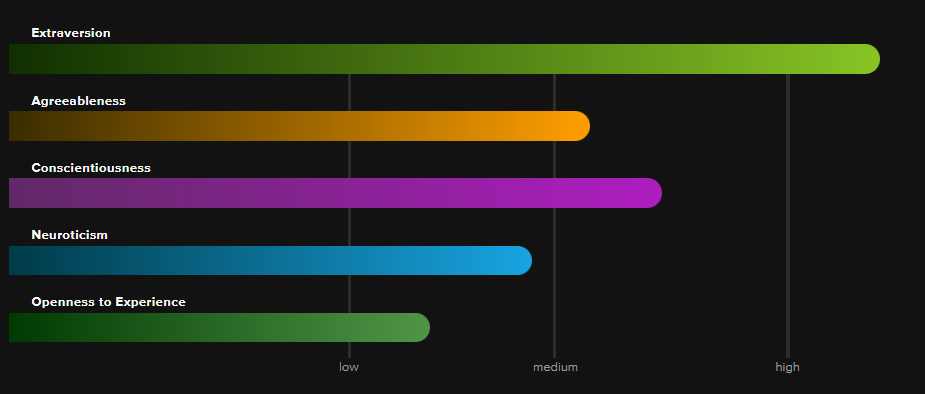 Extraversion
Agreeableness
Conscientiousness
Neuroticism
Openness to Experience
low medium high